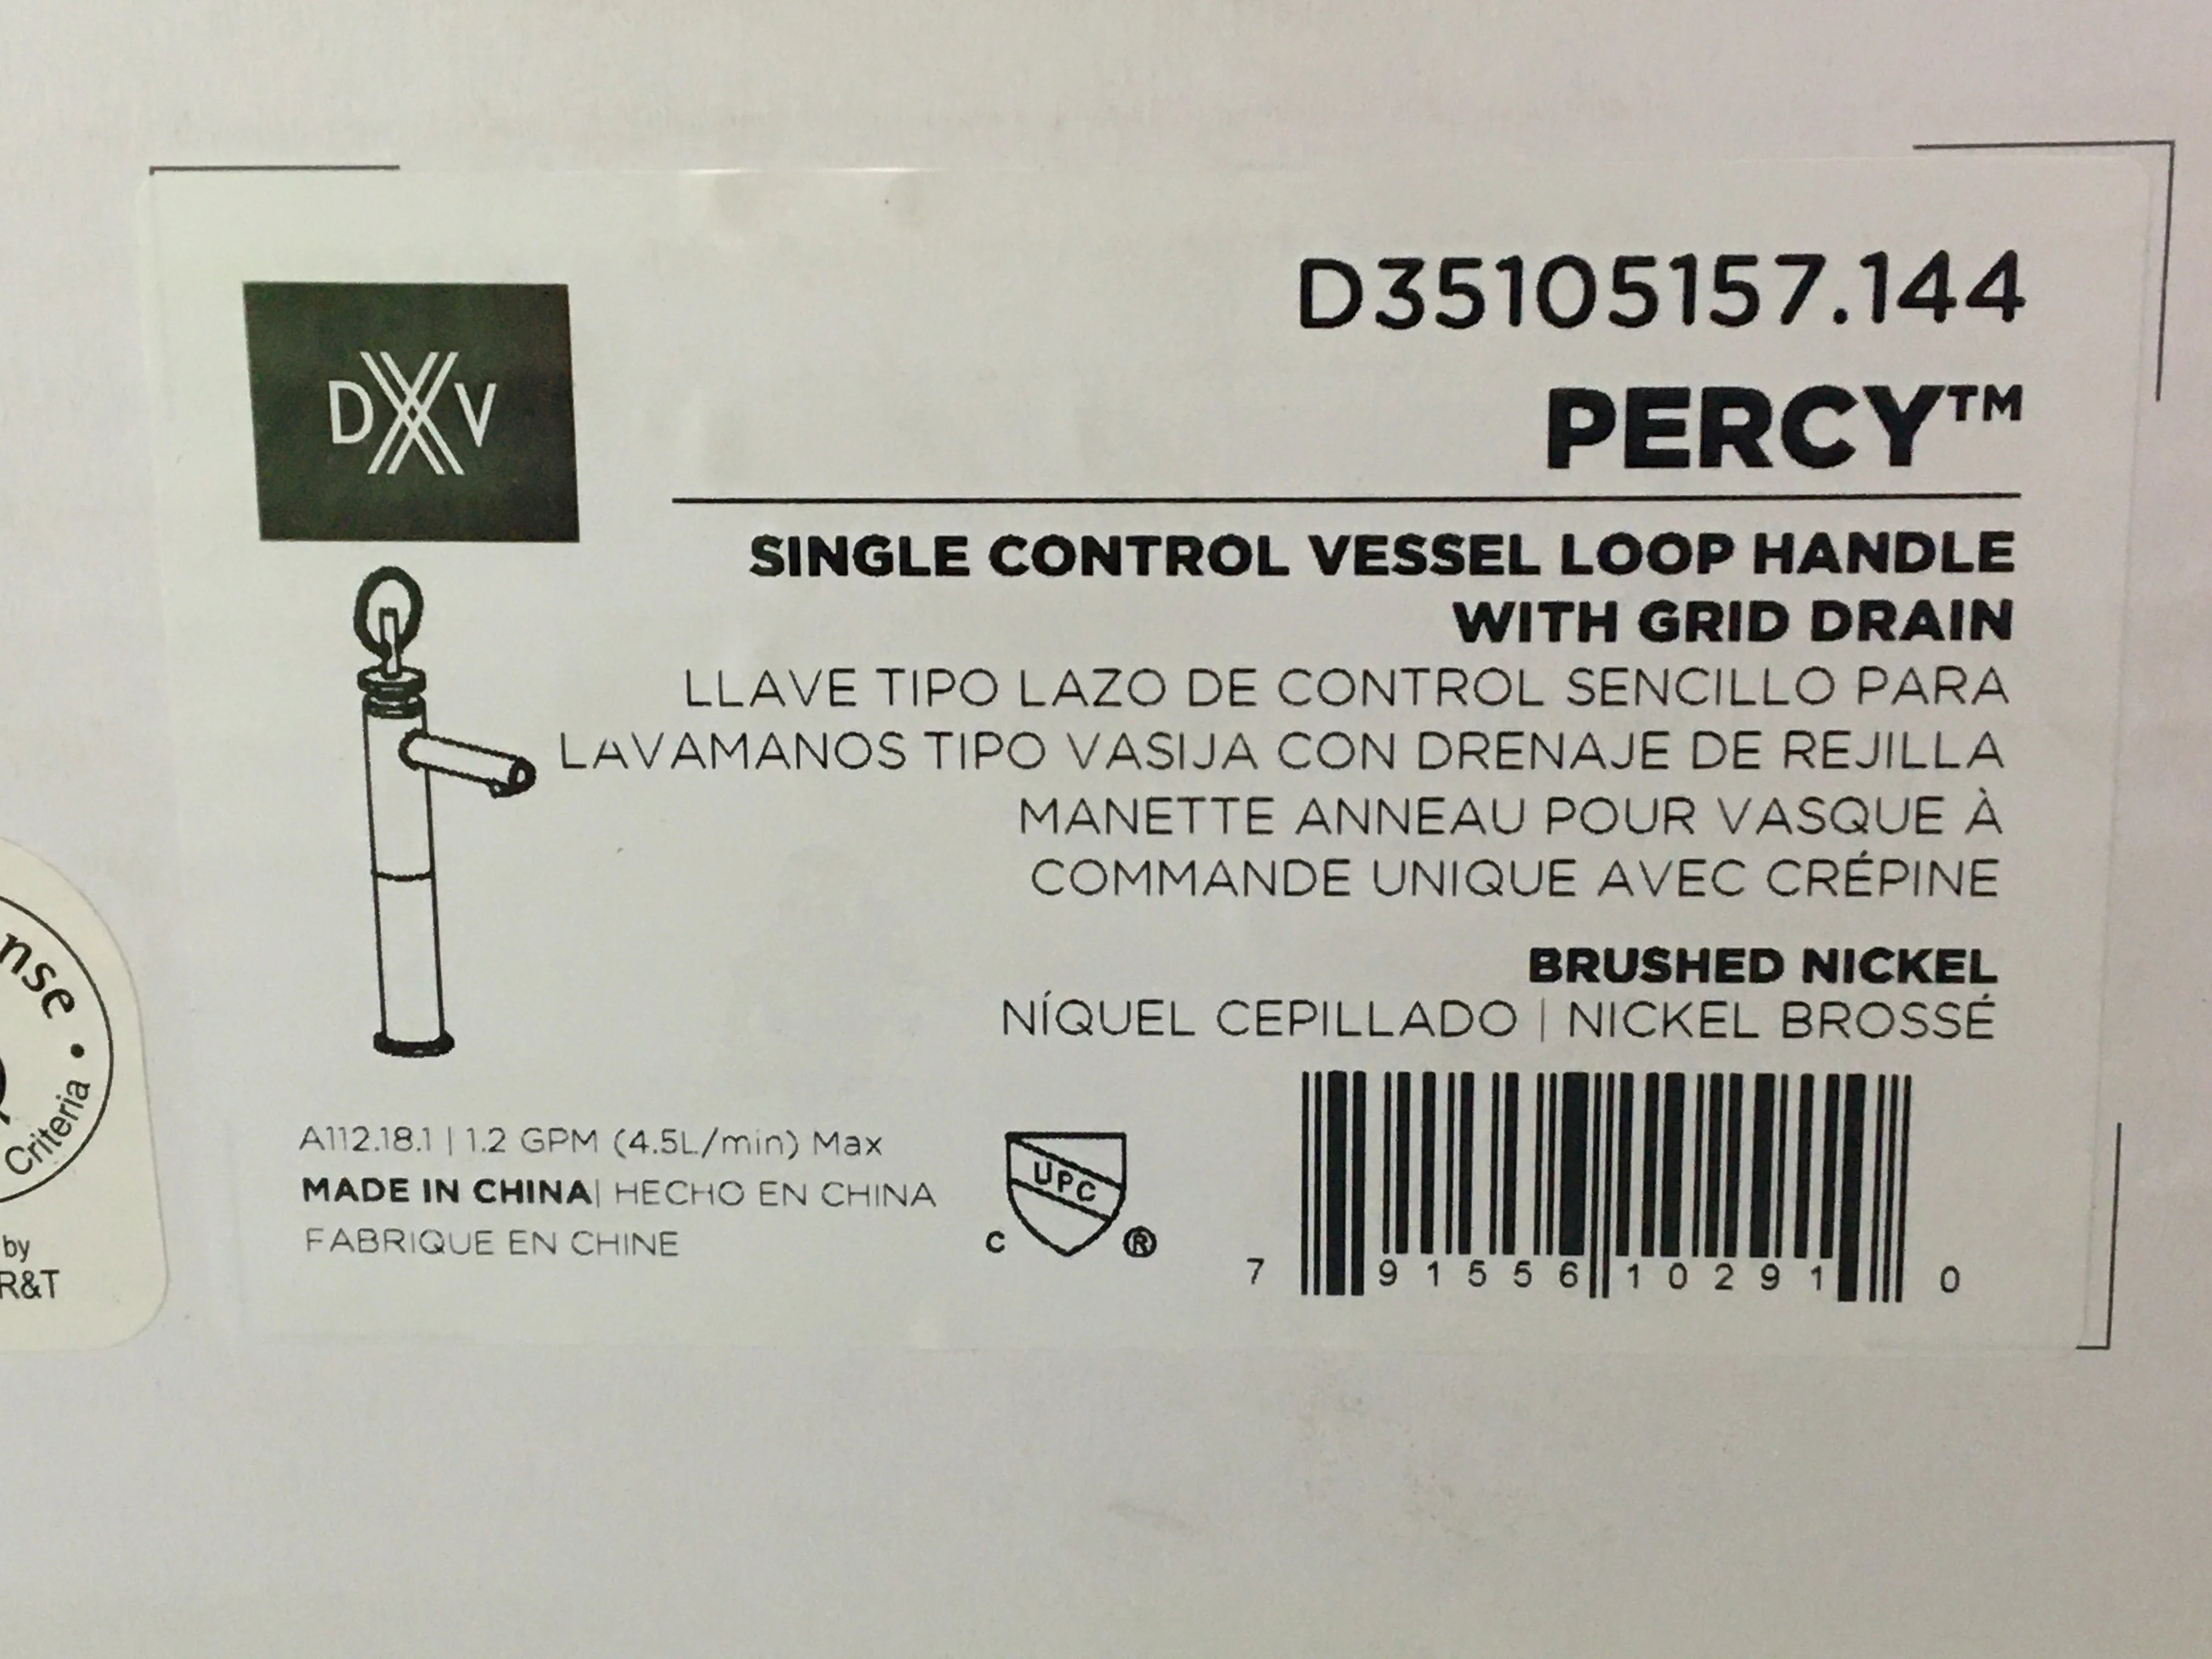 DXV
D35105157.144
PERCY™
SINGLE CONTROL VESSEL LOOP HANDLE
WITH GRID DRAIN
LLAVE TIPO LAZO DE CONTROL SENCILLO PARA
LAVAMANOS TIPO VASIJA CON DRENAJE DE REJILLA
MANETTE ANNEAU POUR VASQUE À
COMMANDE UNIQUE AVEC CRÉPINE
BRUSHED NICKEL
NÍQUEL CEPILLADO | NICKEL BROSSÉ
A112.18.1 | 1.2 GPM (4.5L/min) Max
MADE IN CHINA| HECHO EN CHINA
FABRIQUE EN CHINE
UPC
C ®
7 91556 10291 0
nse •
Criteria
by
R&T